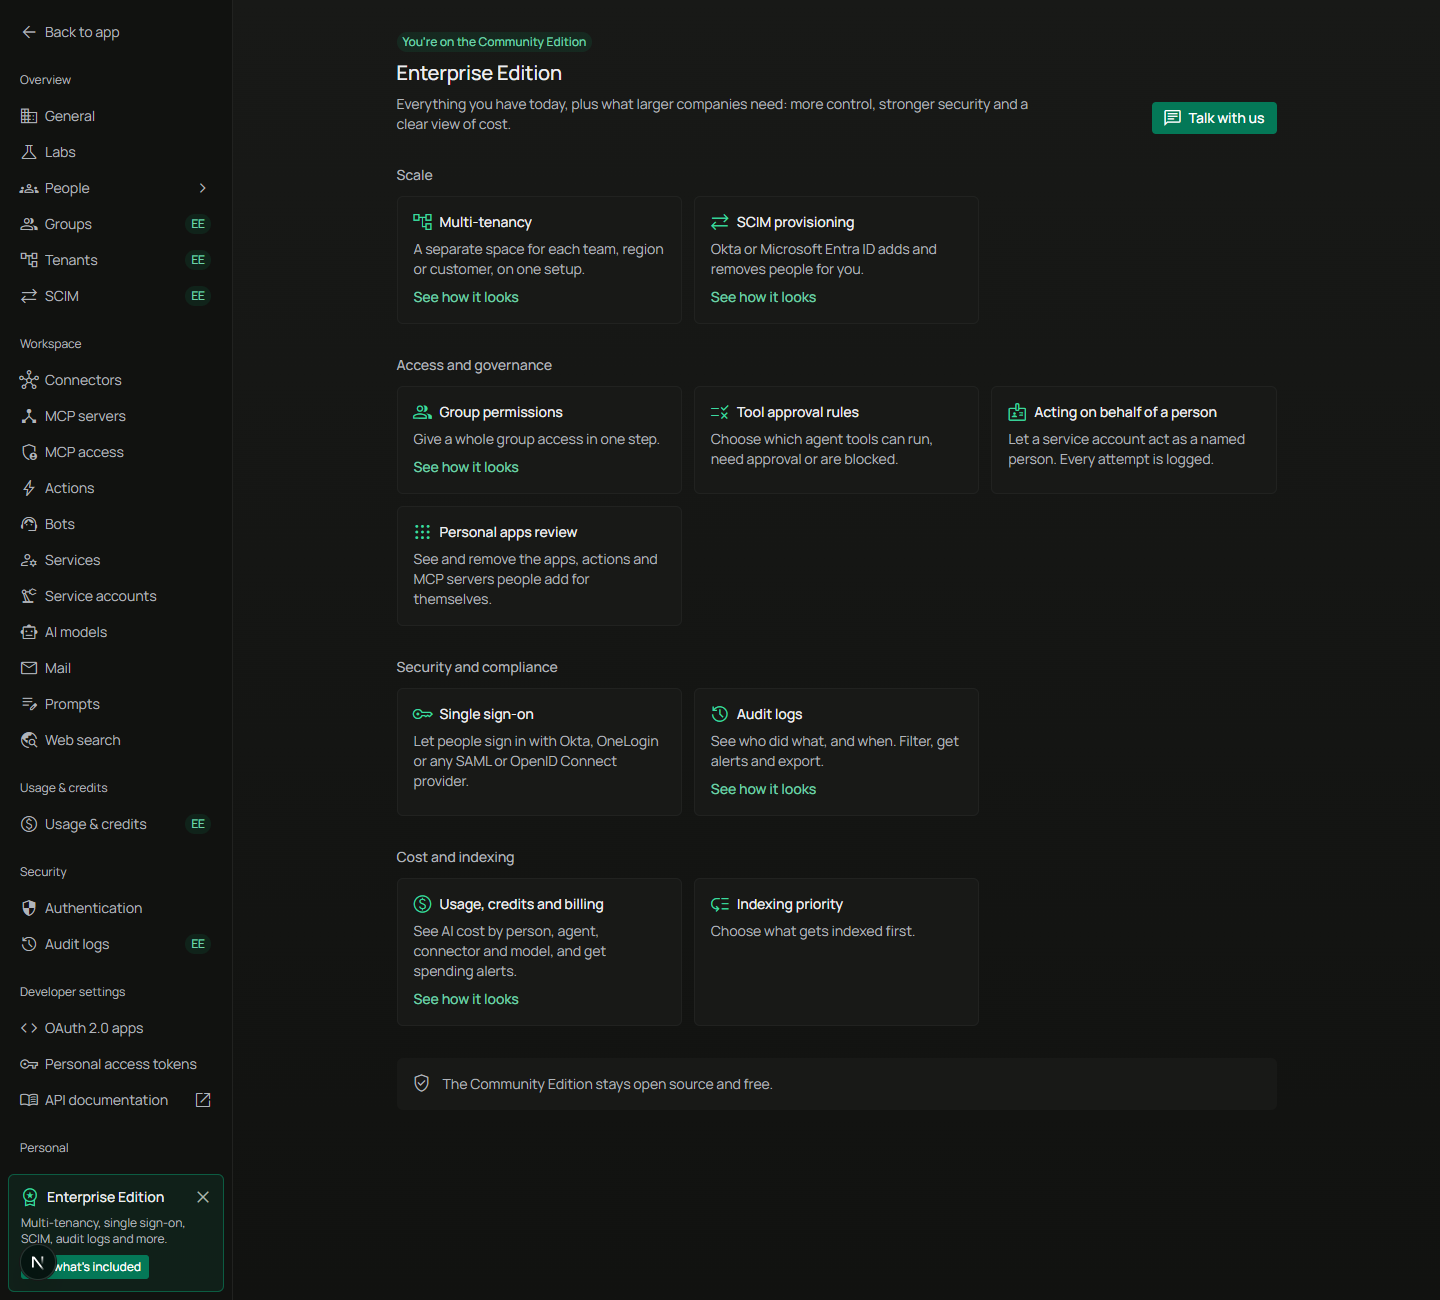 Back to app
Overview
General
Labs
People
Groups EE
Tenants EE
SCIM EE
Workspace
Connectors
MCP servers
MCP access
Actions
Bots
Services
Service accounts
AI models
Mail
Prompts
Web search
Usage & credits
Usage & credits EE
Security
Authentication
Audit logs EE
Developer settings
OAuth 2.0 apps
Personal access tokens
API documentation
Personal
Enterprise Edition
Multi-tenancy, single sign-on,
SCIM, audit logs and more.
N
what's included
You're on the Community Edition
Enterprise Edition
Everything you have today, plus what larger companies need: more control, stronger security and a
clear view of cost.
Talk with us
Scale
Multi-tenancy
A separate space for each team, region
or customer, on one setup.
See how it looks
SCIM provisioning
Okta or Microsoft Entra ID adds and
removes people for you.
See how it looks
Access and governance
Group permissions
Give a whole group access in one step.
See how it looks
Tool approval rules
Choose which agent tools can run,
need approval or are blocked.
Acting on behalf of a person
Let a service account act as a named
person. Every attempt is logged.
Personal apps review
See and remove the apps, actions and
MCP servers people add for
themselves.
Security and compliance
Single sign-on
Let people sign in with Okta, OneLogin
or any SAML or OpenID Connect
provider.
Audit logs
See who did what, and when. Filter, get
alerts and export.
See how it looks
Cost and indexing
Usage, credits and billing
See AI cost by person, agent,
connector and model, and get
spending alerts.
See how it looks
Indexing priority
Choose what gets indexed first.
The Community Edition stays open source and free.